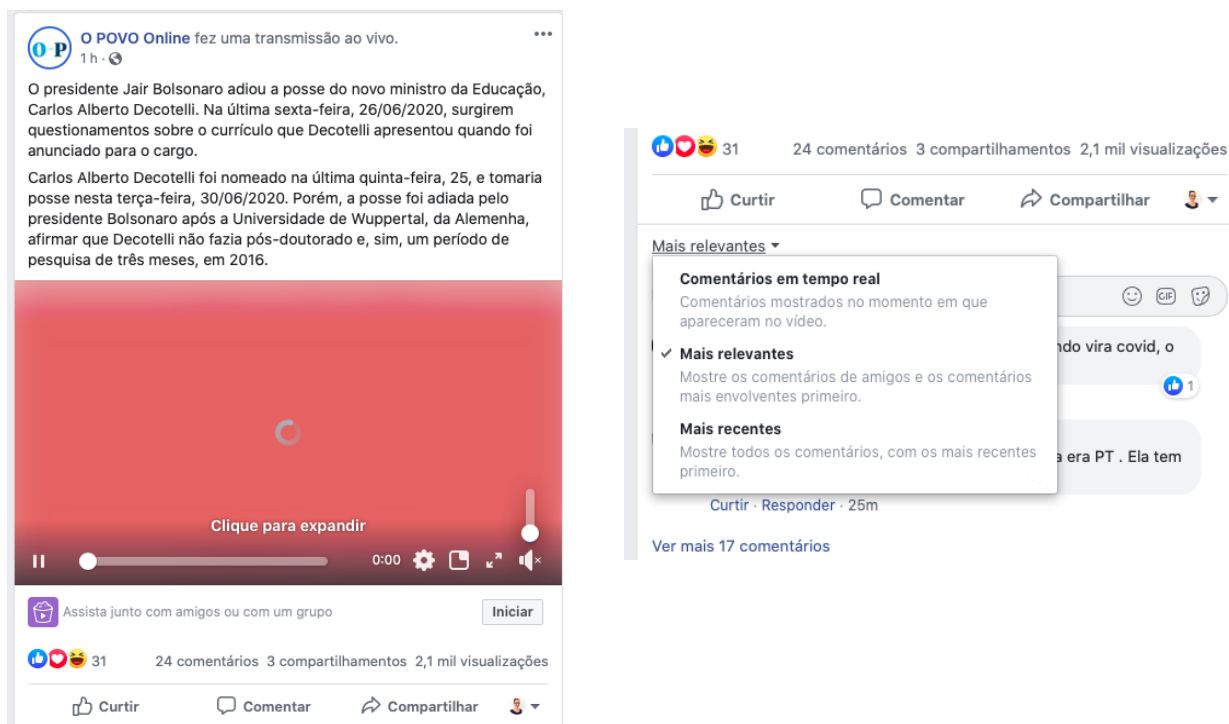 O POVO Online fez uma transmissão ao vivo.
1 h ·
O presidente Jair Bolsonaro adiou a posse do novo ministro da Educação,
Carlos Alberto Decotelli. Na última sexta-feira, 26/06/2020, surgirem
questionamentos sobre o currículo que Decotelli apresentou quando foi
anunciado para o cargo.
Carlos Alberto Decotelli foi nomeado na última quinta-feira, 25, e tomaria
posse nesta terça-feira, 30/06/2020. Porém, a posse foi adiada pelo
presidente Bolsonaro após a Universidade de Wuppertal, da Alemenha,
afirmar que Decotelli não fazia pós-doutorado e, sim, um período de
pesquisa de três meses, em 2016.
Clique para expandir
0:00
Assista junto com amigos ou com um grupo
Iniciar
31 24 comentários 3 compartilhamentos 2,1 mil visualizações
Curtir Comentar Compartilhar
31 24 comentários 3 compartilhamentos 2,1 mil visualizações
Curtir Comentar Compartilhar
Mais relevantes
Comentários em tempo real
Comentários mostrados no momento em que
apareceram no vídeo.
Mais relevantes
Mostre os comentários de amigos e os comentários
mais envolventes primeiro.
Mais recentes
Mostre todos os comentários, com os mais recentes
primeiro.
GIF
vira covid, o
1
era PT . Ela tem
Curtir · Responder · 25m
Ver mais 17 comentários